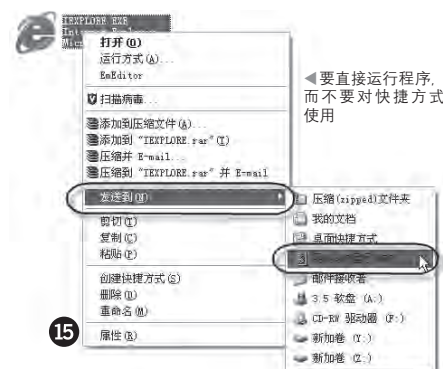 IEXPLORE EXE
打开(O)
运行方式(A)...
EmEditor
扫描病毒...
添加到压缩文件(A)...
添加到 "IEXPLORE.rar"(T)
压缩并 E-mail...
压缩到 "IEXPLORE.rar" 并 E-mail
发送到(N)
剪切(T)
复制(C)
粘贴(P)
创建快捷方式(S)
删除(D)
重命名(M)
属性(R)
15
◀要直接运行程序,
而不要对快捷方式
使用
压缩(zipped)文件夹
我的文档
桌面快捷方式
邮件接收者
3.5 软盘 (A:)
CD-RW 驱动器 (F:)
新加卷 (Y:)
新加卷 (Z:)